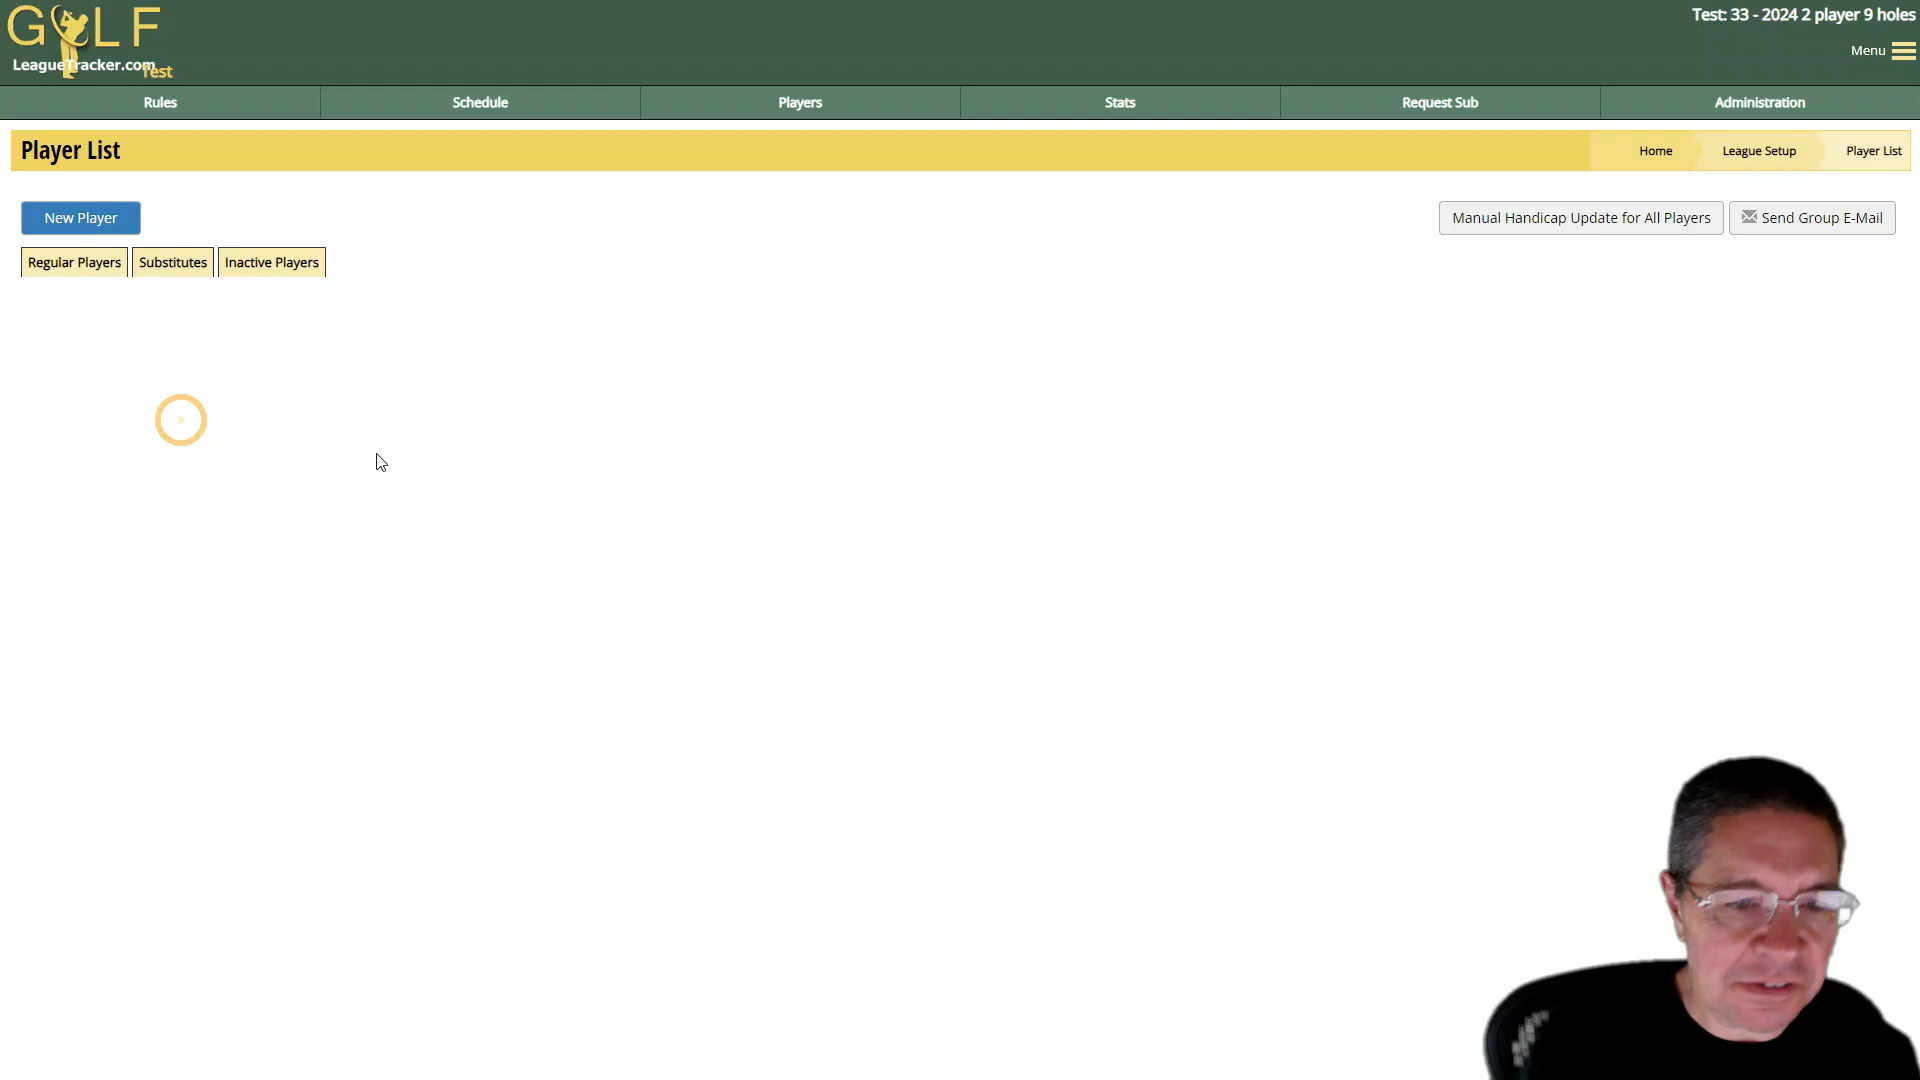 GOLF
LeagueTracker.com
Test
Test: 33 - 2024 2 player 9 holes
Menu
Rules
Schedule
Players
Stats
Request Sub
Administration
Player List
Home
League Setup
Player List
New Player
Manual Handicap Update for All Players
Send Group E-Mail
Regular Players
Substitutes
Inactive Players